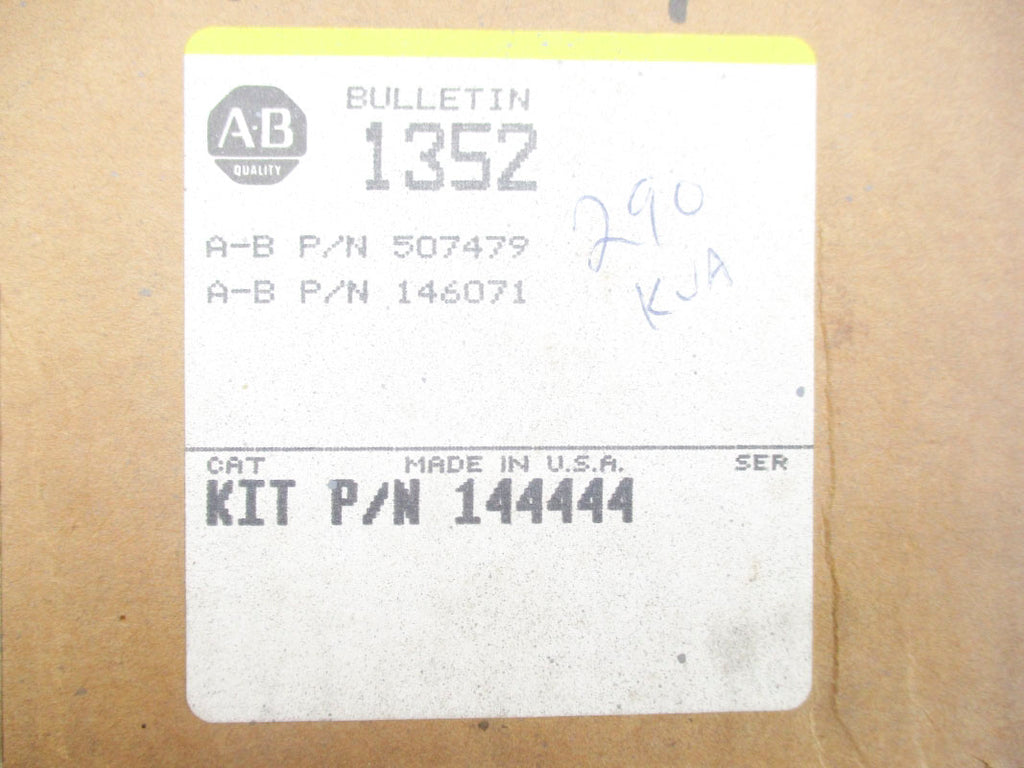 A·B
QUALITY
BULLETIN
1352
A-B P/N 507479
A-B P/N 146071
290
KJA
CAT MADE IN U.S.A. SER
KIT P/N 144444